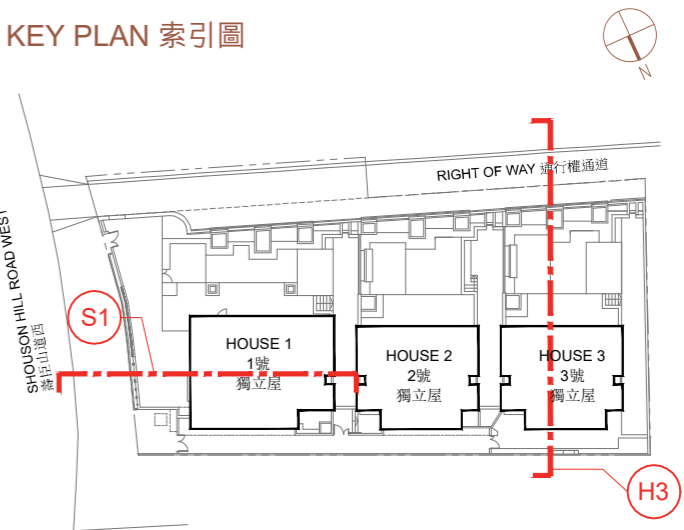 KEY PLAN 索引圖
N
RIGHT OF WAY 通行權通道
SHOUSON HILL ROAD WEST
壽臣山道西
S1
HOUSE 1
1號
獨立屋
HOUSE 2
2號
獨立屋
HOUSE 3
3號
獨立屋
H3